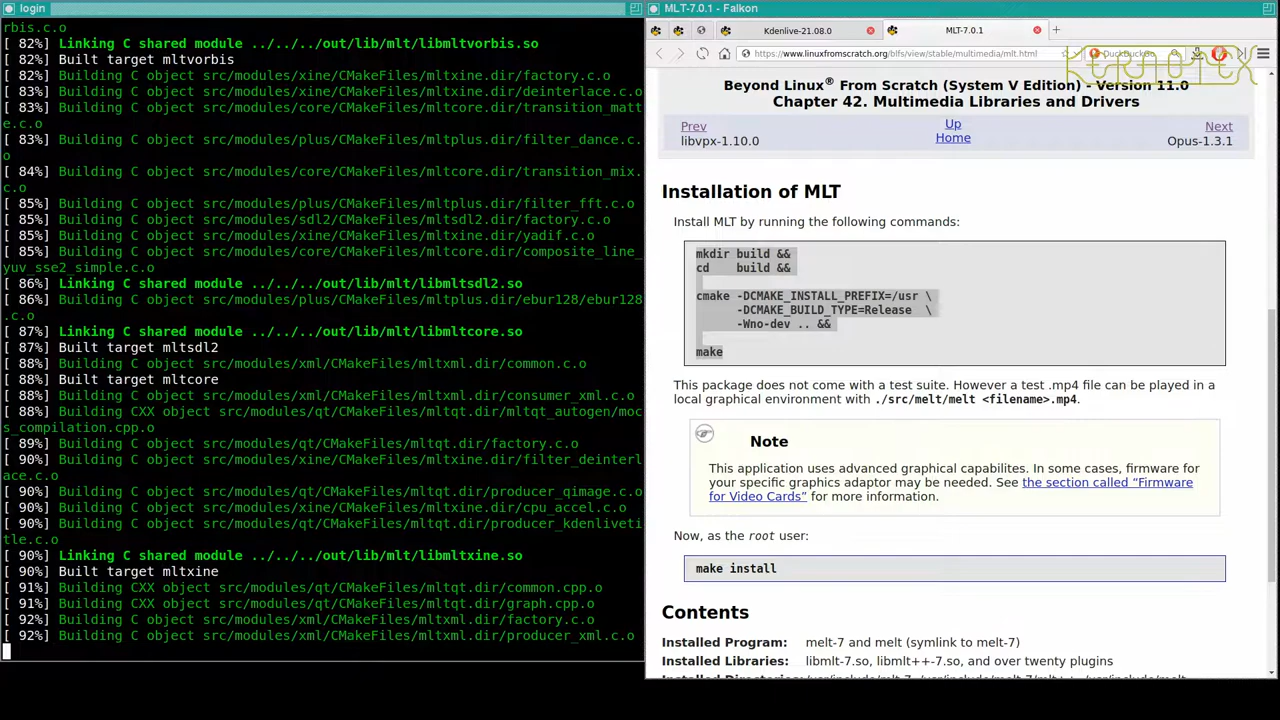 login
rbis.c.o
[ 82%] Linking C shared module ../../../out/lib/mlt/libmltvorbis.so
[ 82%] Built target mltvorbis
[ 82%] Building C object src/modules/xine/CMakeFiles/mltxine.dir/factory.c.o
[ 83%] Building C object src/modules/xine/CMakeFiles/mltxine.dir/deinterlace.c.o
[ 83%] Building C object src/modules/core/CMakeFiles/mltcore.dir/transition_matt
e.c.o
[ 83%] Building C object src/modules/plus/CMakeFiles/mltplus.dir/filter_dance.c.
o
[ 84%] Building C object src/modules/core/CMakeFiles/mltcore.dir/transition_mix.
c.o
[ 85%] Building C object src/modules/plus/CMakeFiles/mltplus.dir/filter_fft.c.o
[ 85%] Building C object src/modules/sdl2/CMakeFiles/mltsdl2.dir/factory.c.o
[ 85%] Building C object src/modules/xine/CMakeFiles/mltxine.dir/yadif.c.o
[ 85%] Building C object src/modules/core/CMakeFiles/mltcore.dir/composite_line_
yuv_sse2_simple.c.o
[ 86%] Linking C shared module ../../../out/lib/mlt/libmltsdl2.so
[ 86%] Building C object src/modules/plus/CMakeFiles/mltplus.dir/ebur128/ebur128
.c.o
[ 87%] Linking C shared module ../../../out/lib/mlt/libmltcore.so
[ 87%] Built target mltsdl2
[ 88%] Building C object src/modules/xml/CMakeFiles/mltxml.dir/common.c.o
[ 88%] Built target mltcore
[ 88%] Building C object src/modules/xml/CMakeFiles/mltxml.dir/consumer_xml.c.o
[ 88%] Building CXX object src/modules/qt/CMakeFiles/mltqt.dir/mltqt_autogen/moc
s_compilation.cpp.o
[ 89%] Building C object src/modules/qt/CMakeFiles/mltqt.dir/factory.c.o
[ 90%] Building C object src/modules/xine/CMakeFiles/mltxine.dir/filter_deinterl
ace.c.o
[ 90%] Building C object src/modules/qt/CMakeFiles/mltqt.dir/producer_qimage.c.o
[ 90%] Building C object src/modules/xine/CMakeFiles/mltxine.dir/cpu_accel.c.o
[ 90%] Building C object src/modules/qt/CMakeFiles/mltqt.dir/producer_kdenliveti
tle.c.o
[ 90%] Linking C shared module ../../../out/lib/mlt/libmltxine.so
[ 90%] Built target mltxine
[ 91%] Building CXX object src/modules/qt/CMakeFiles/mltqt.dir/common.cpp.o
[ 91%] Building CXX object src/modules/qt/CMakeFiles/mltqt.dir/graph.cpp.o
[ 92%] Building C object src/modules/xml/CMakeFiles/mltxml.dir/factory.c.o
[ 92%] Building C object src/modules/xml/CMakeFiles/mltxml.dir/producer_xml.c.o
MLT-7.0.1 - Falkon
Kdenlive-21.08.0 MLT-7.0.1
https://www.linuxfromscratch.org/blfs/view/stable/multimedia/mlt.html DuckDuckGo
Beyond Linux® From Scratch (System V Edition) - Version 11.0
Chapter 42. Multimedia Libraries and Drivers
Prev Up Next
libvpx-1.10.0 Home Opus-1.3.1
Installation of MLT
Install MLT by running the following commands:
mkdir build &&
cd build &&
cmake -DCMAKE_INSTALL_PREFIX=/usr \
-DCMAKE_BUILD_TYPE=Release \
-Wno-dev .. &&
make
This package does not come with a test suite. However a test .mp4 file can be played in a
local graphical environment with ./src/melt/melt <filename>.mp4.
Note
This application uses advanced graphical capabilites. In some cases, firmware for
your specific graphics adaptor may be needed. See the section called “Firmware
for Video Cards” for more information.
Now, as the root user:
make install
Contents
Installed Program: melt-7 and melt (symlink to melt-7)
Installed Libraries: libmlt-7.so, libmlt++-7.so, and over twenty plugins